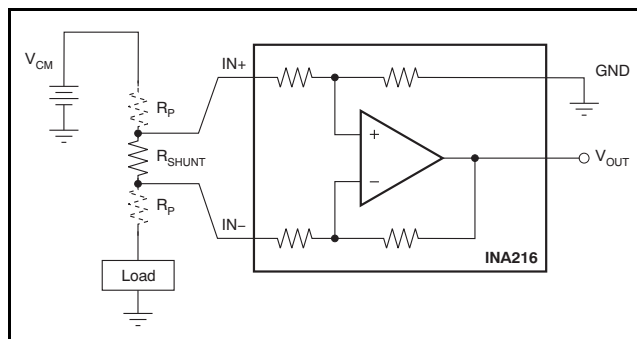 V_CM
IN+
GND
R_P
+
R_SHUNT
V_OUT
−
R_P
IN−
Load
INA216